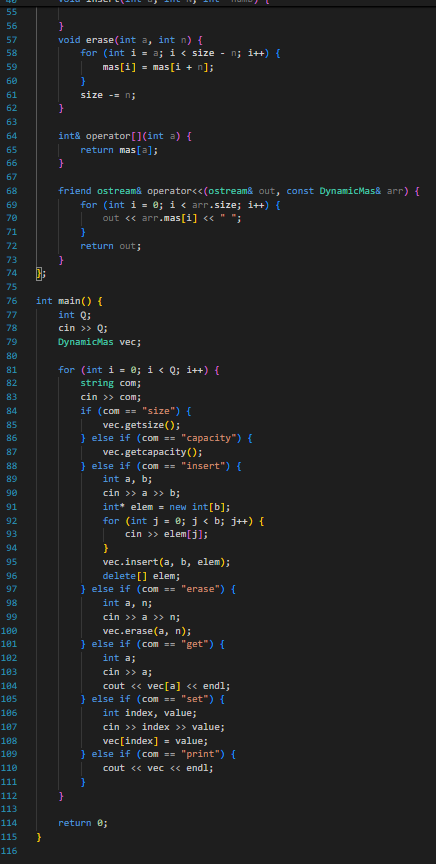 55
56 }
57 void erase(int a, int n) {
58 for (int i = a; i < size - n; i++) {
59 mas[i] = mas[i + n];
60 }
61 size -= n;
62 }
63
64 int& operator[](int a) {
65 return mas[a];
66 }
67
68 friend ostream& operator<<(ostream& out, const DynamicMas& arr) {
69 for (int i = 0; i < arr.size; i++) {
70 out << arr.mas[i] << " ";
71 }
72 return out;
73 }
74 };
75
76 int main() {
77 int Q;
78 cin >> Q;
79 DynamicMas vec;
80
81 for (int i = 0; i < Q; i++) {
82 string com;
83 cin >> com;
84 if (com == "size") {
85 vec.getsize();
86 } else if (com == "capacity") {
87 vec.getcapacity();
88 } else if (com == "insert") {
89 int a, b;
90 cin >> a >> b;
91 int* elem = new int[b];
92 for (int j = 0; j < b; j++) {
93 cin >> elem[j];
94 }
95 vec.insert(a, b, elem);
96 delete[] elem;
97 } else if (com == "erase") {
98 int a, n;
99 cin >> a >> n;
100 vec.erase(a, n);
101 } else if (com == "get") {
102 int a;
103 cin >> a;
104 cout << vec[a] << endl;
105 } else if (com == "set") {
106 int index, value;
107 cin >> index >> value;
108 vec[index] = value;
109 } else if (com == "print") {
110 cout << vec << endl;
111 }
112 }
113
114 return 0;
115 }
116